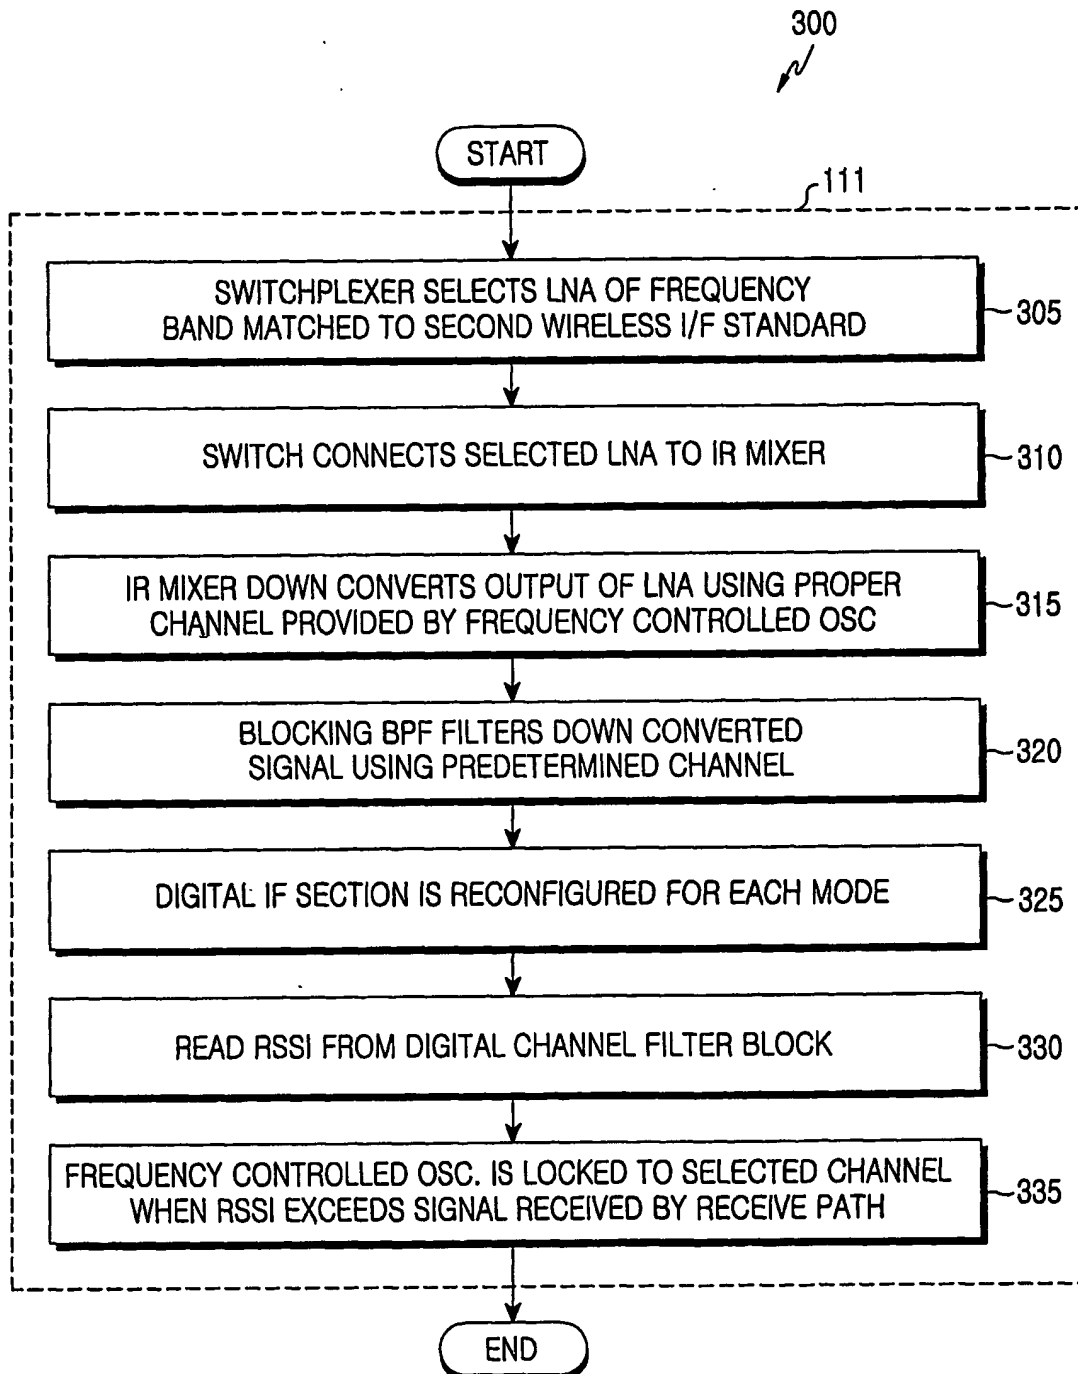 300
START
111
SWITCHPLEXER SELECTS LNA OF FREQUENCY
BAND MATCHED TO SECOND WIRELESS I/F STANDARD
305
SWITCH CONNECTS SELECTED LNA TO IR MIXER
310
IR MIXER DOWN CONVERTS OUTPUT OF LNA USING PROPER
CHANNEL PROVIDED BY FREQUENCY CONTROLLED OSC
315
BLOCKING BPF FILTERS DOWN CONVERTED
SIGNAL USING PREDETERMINED CHANNEL
320
DIGITAL IF SECTION IS RECONFIGURED FOR EACH MODE
325
READ RSSI FROM DIGITAL CHANNEL FILTER BLOCK
330
FREQUENCY CONTROLLED OSC. IS LOCKED TO SELECTED CHANNEL
WHEN RSSI EXCEEDS SIGNAL RECEIVED BY RECEIVE PATH
335
END